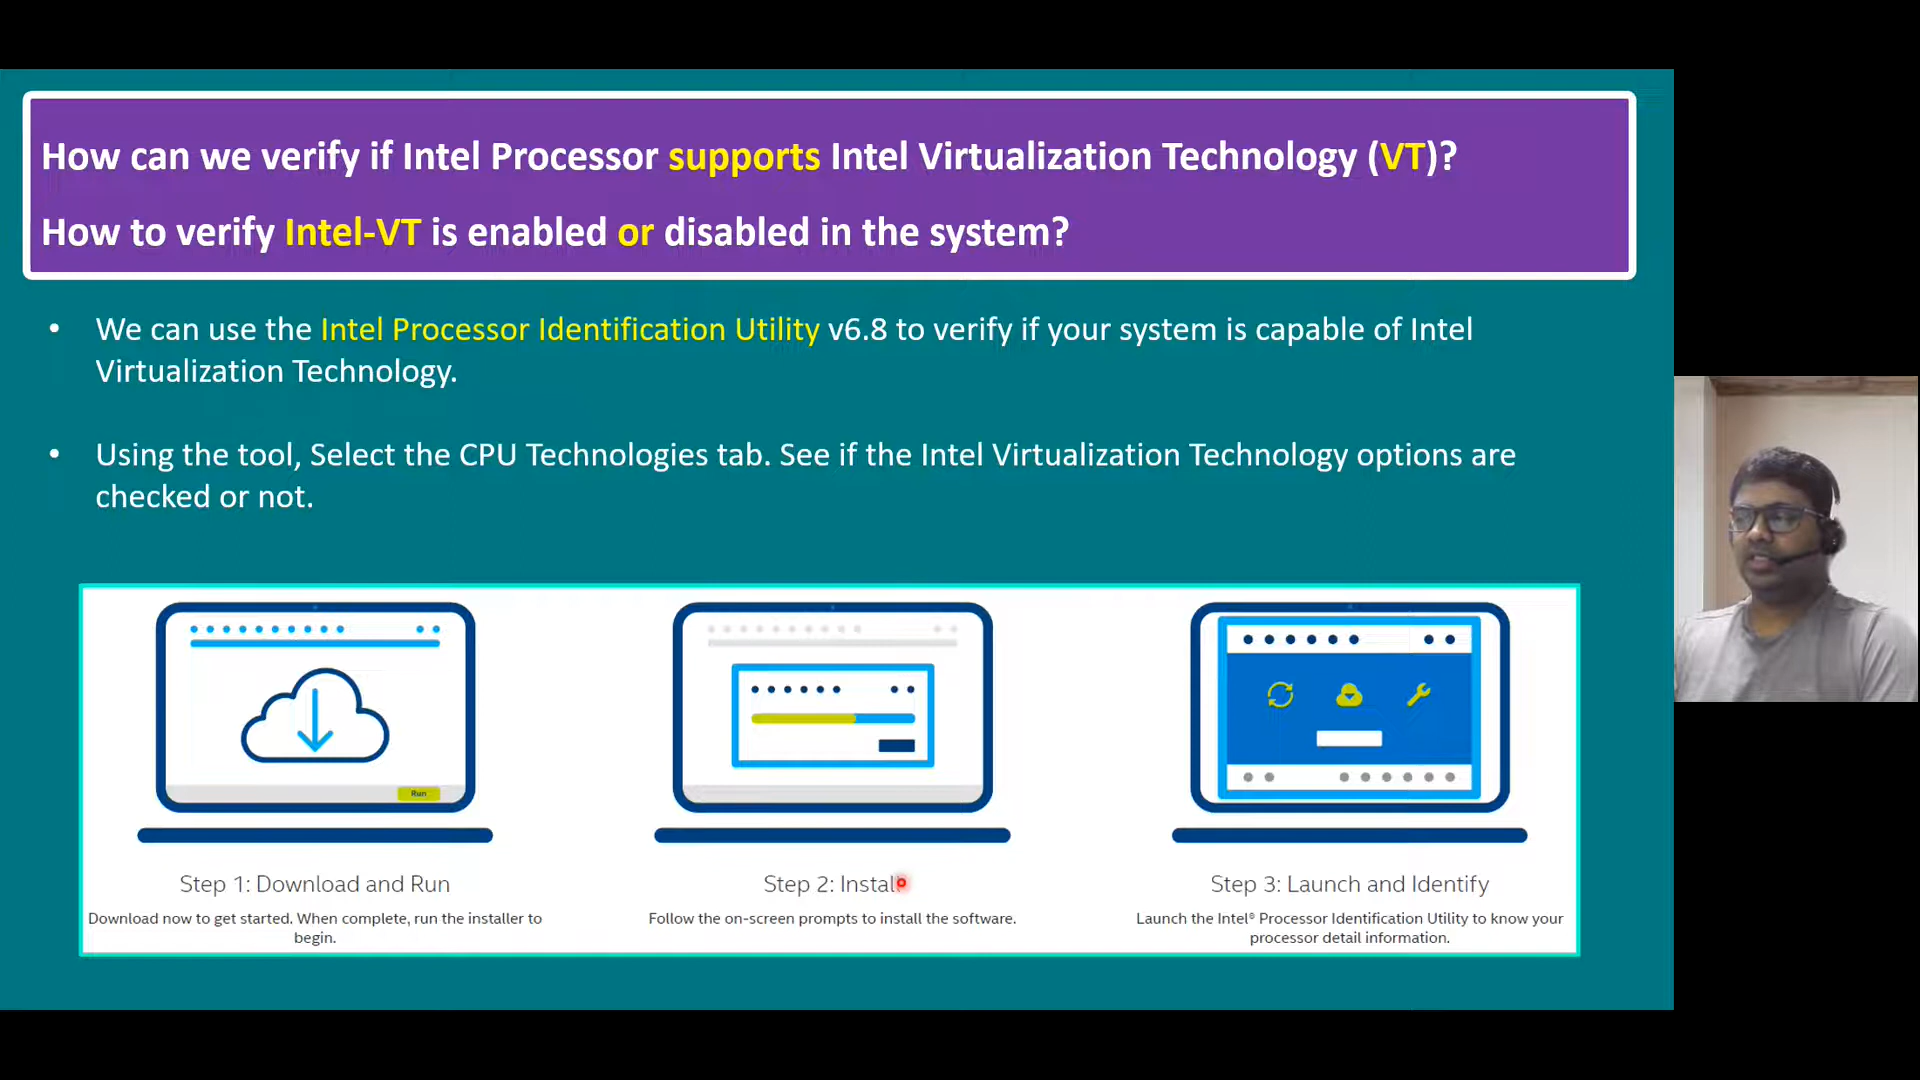 How can we verify if Intel Processor supports Intel Virtualization Technology (VT)?
How to verify Intel-VT is enabled or disabled in the system?
• We can use the Intel Processor Identification Utility v6.8 to verify if your system is capable of Intel
Virtualization Technology.
• Using the tool, Select the CPU Technologies tab. See if the Intel Virtualization Technology options are
checked or not.
Run
Step 1: Download and Run
Download now to get started. When complete, run the installer to
begin.
Step 2: Install
Follow the on-screen prompts to install the software.
Step 3: Launch and Identify
Launch the Intel® Processor Identification Utility to know your
processor detail information.